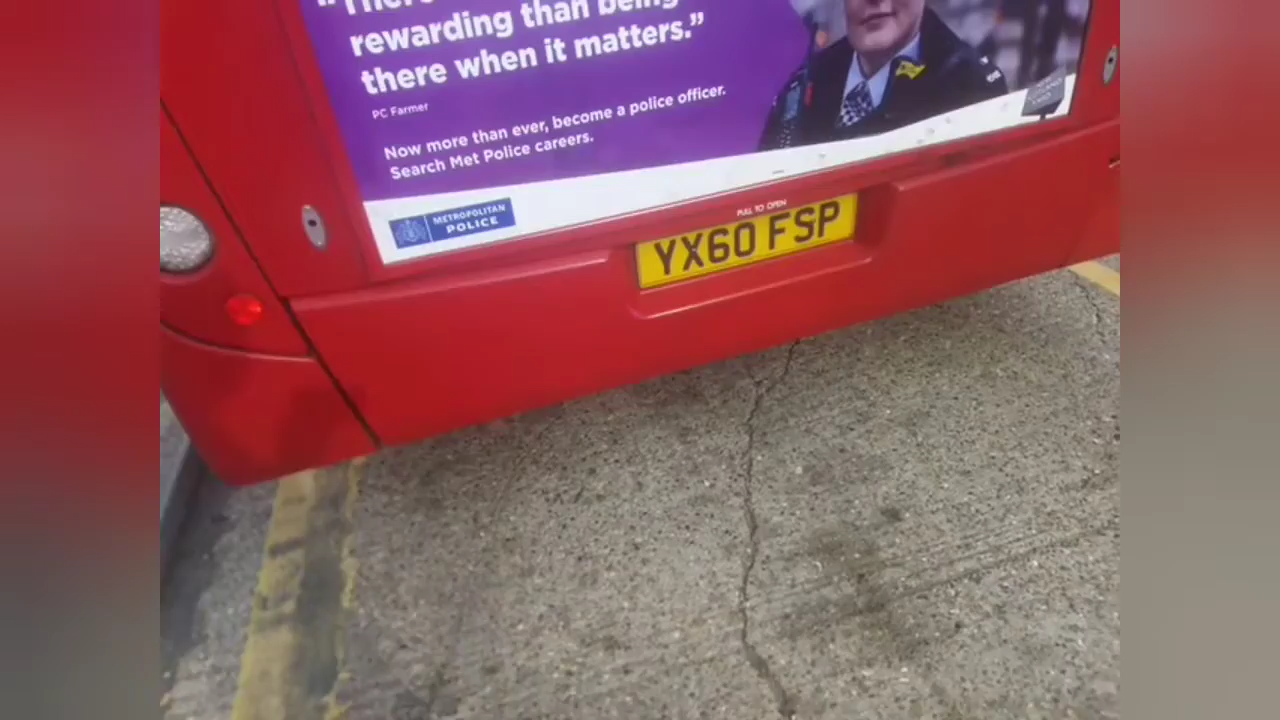 rewarding than being
there when it matters.”
PC Farmer
Now more than ever, become a police officer.
Search Met Police careers.
METROPOLITAN
POLICE
PULL TO OPEN
YX60 FSP